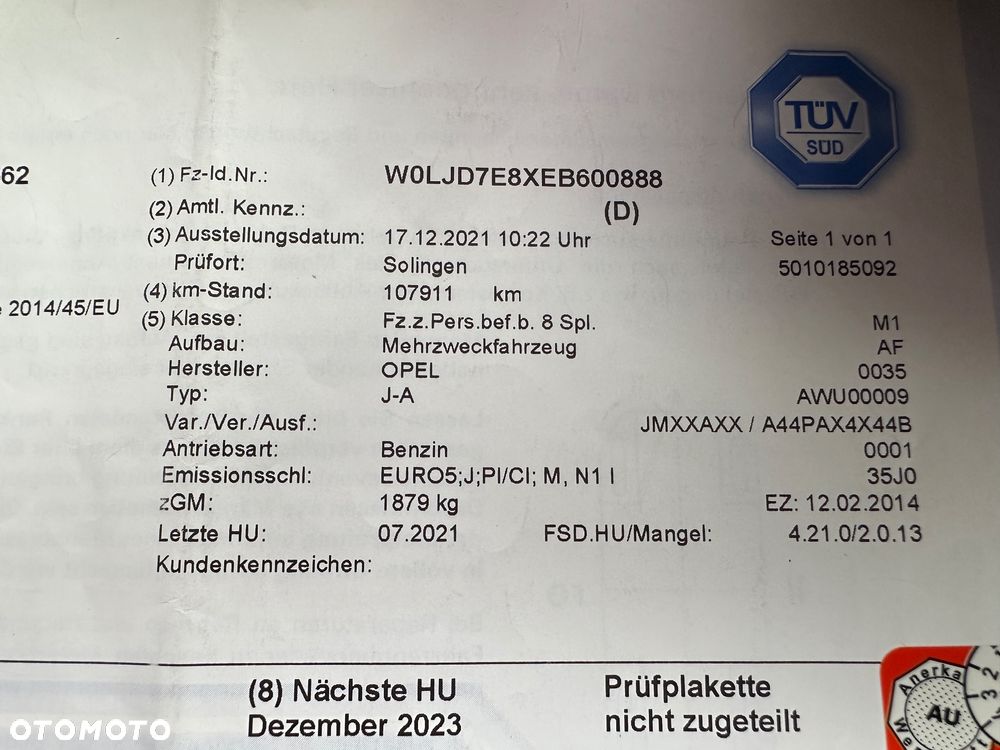 TÜV
SÜD
62 (1) Fz-Id.Nr.: W0LJD7E8XEB600888
(2) Amtl. Kennz.: (D)
(3) Ausstellungsdatum: 17.12.2021 10:22 Uhr Seite 1 von 1
Prüfort: Solingen 5010185092
(4) km-Stand: 107911 km
2014/45/EU (5) Klasse: Fz.z.Pers.bef.b. 8 Spl. M1
Aufbau: Mehrzweckfahrzeug AF
Hersteller: OPEL 0035
Typ: J-A AWU00009
Var./Ver./Ausf.: JMXXAXX / A44PAX4X44B
Antriebsart: Benzin 0001
Emissionsschl: EURO5;J;PI/CI; M, N1 I 35J0
zGM: 1879 kg EZ: 12.02.2014
Letzte HU: 07.2021 FSD.HU/Mangel: 4.21.0/2.0.13
Kundenkennzeichen:
(8) Nächste HU Prüfplakette
Dezember 2023 nicht zugeteilt
Anerka
AU
OTOMOTO